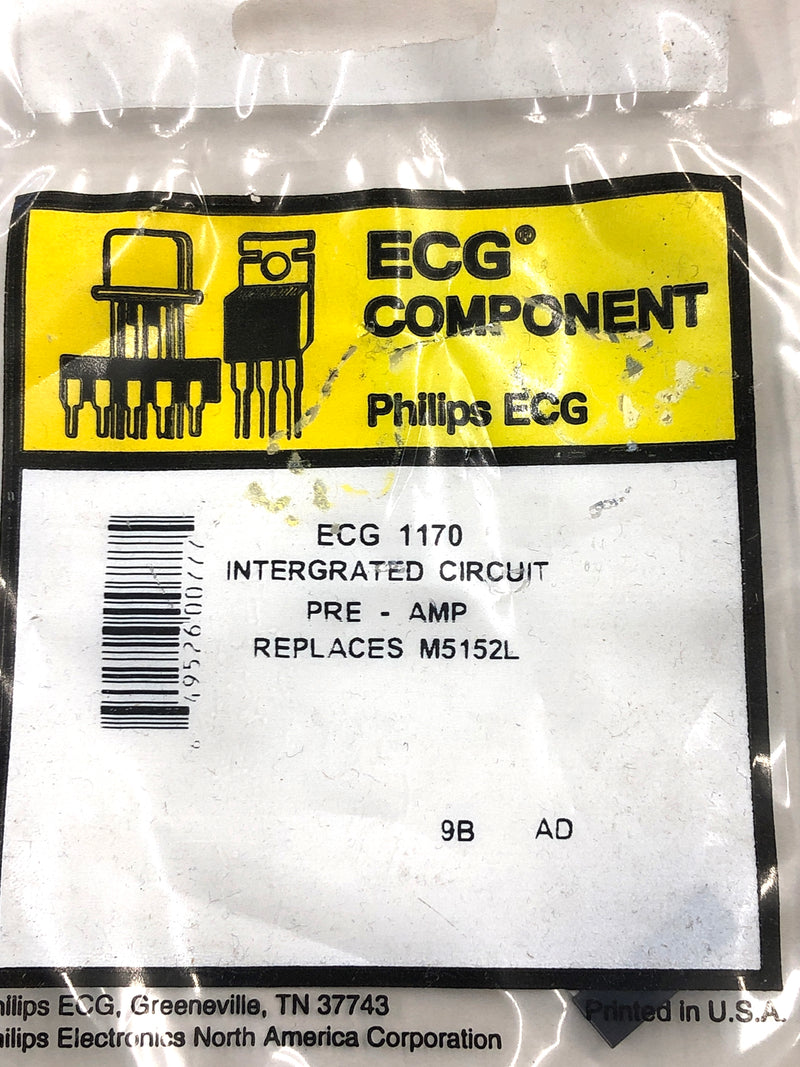 ECG®
COMPONENT
Philips ECG
ECG 1170
INTERGRATED CIRCUIT
PRE - AMP
REPLACES M5152L
9B AD
hilips ECG, Greeneville, TN 37743
hilips Electronics North America Corporation
Printed in U.S.A.